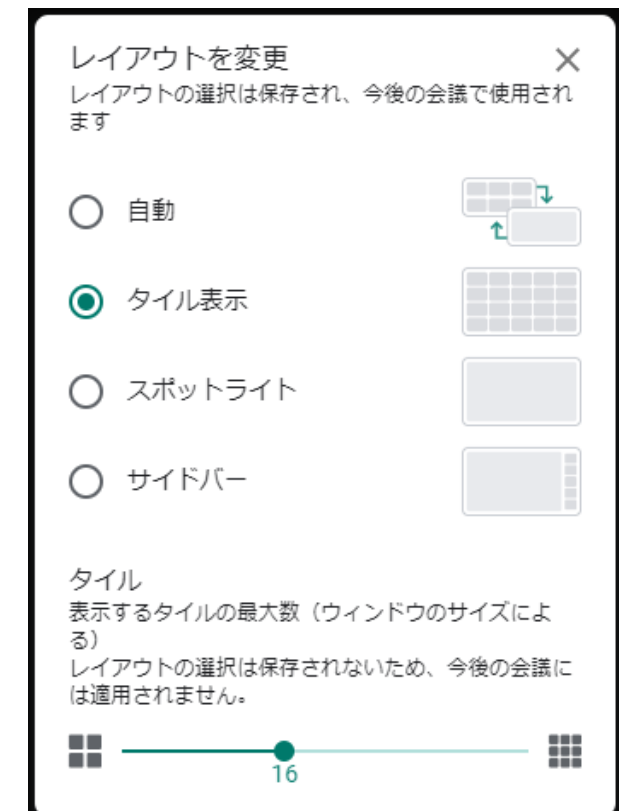 レイアウトを変更
レイアウトの選択は保存され、今後の会議で使用され
ます
自動
タイル表示
スポットライト
サイドバー
タイル
表示するタイルの最大数（ウィンドウのサイズによ
る）
レイアウトの選択は保存されないため、今後の会議に
は適用されません。
16